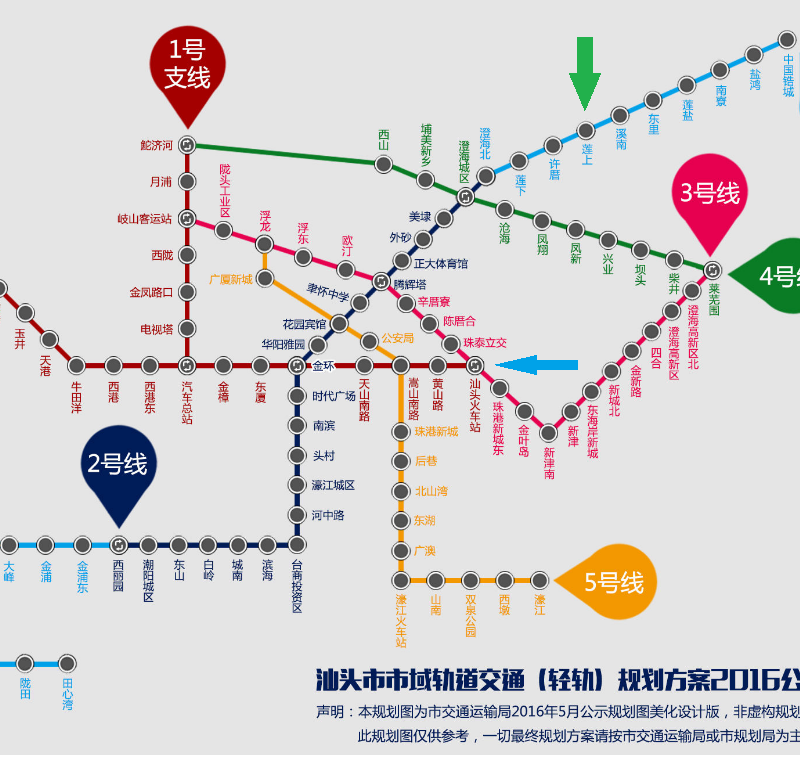 1号
支线
鮀济河
月浦
岐山客运站
西陇
金凤路口
电视塔
陇头工业区
浮龙
浮东
欧汀
西山
埔美新乡
澄海城区
澄海北
莲下
许厝
莲上
溪南
东里
莲盐
南寮
盐鸿
中国锆城
3号线
4号线
美埭
外砂
正大体育馆
腾辉塔
隶怀中学
花园宾馆
华阳雅园
金环
广厦新城
公安局
沧海
凤翔
凤新
兴业
坝头
柴井
莱芜围
澄海高新区北
澄海高新区
四合
金新路
新城北
东海岸新城
新津
新津南
金叶岛
珠港新城东
辛厝寮
陈厝合
珠泰立交
玉井
天港
牛田洋
西港
西港东
汽车总站
金樟
东厦
天山南路
嵩山南路
黄山路
汕头火车站
时代广场
南滨
头村
濠江城区
河中路
珠港新城
后巷
北山湾
东湖
广澳
2号线
大峰
金浦
金浦东
西丽园
潮阳城区
东山
白岭
城南
滨海
台商投资区
濠江火车站
山南
双泉公园
西墩
濠江
5号线
陇田
田心湾
汕头市市域轨道交通（轻轨）规划方案2016公
声明：本规划图为市交通运输局2016年5月公示规划图美化设计版，非虚构规划
此规划图仅供参考，一切最终规划方案请按市交通运输局或市规划局为主